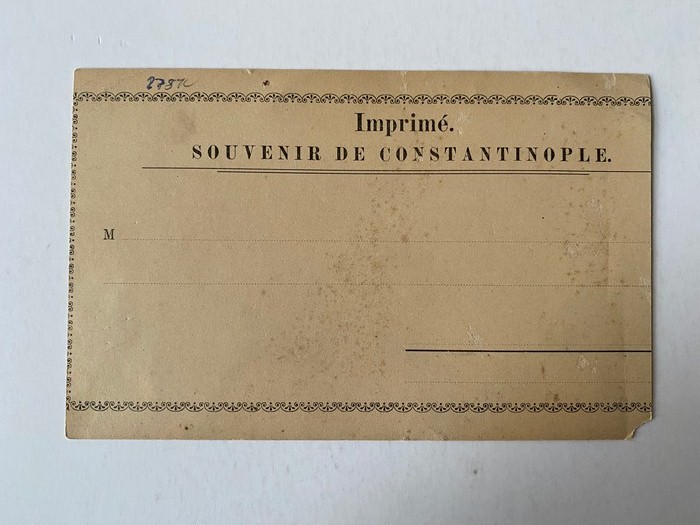 Imprimé.
SOUVENIR DE CONSTANTINOPLE.
M